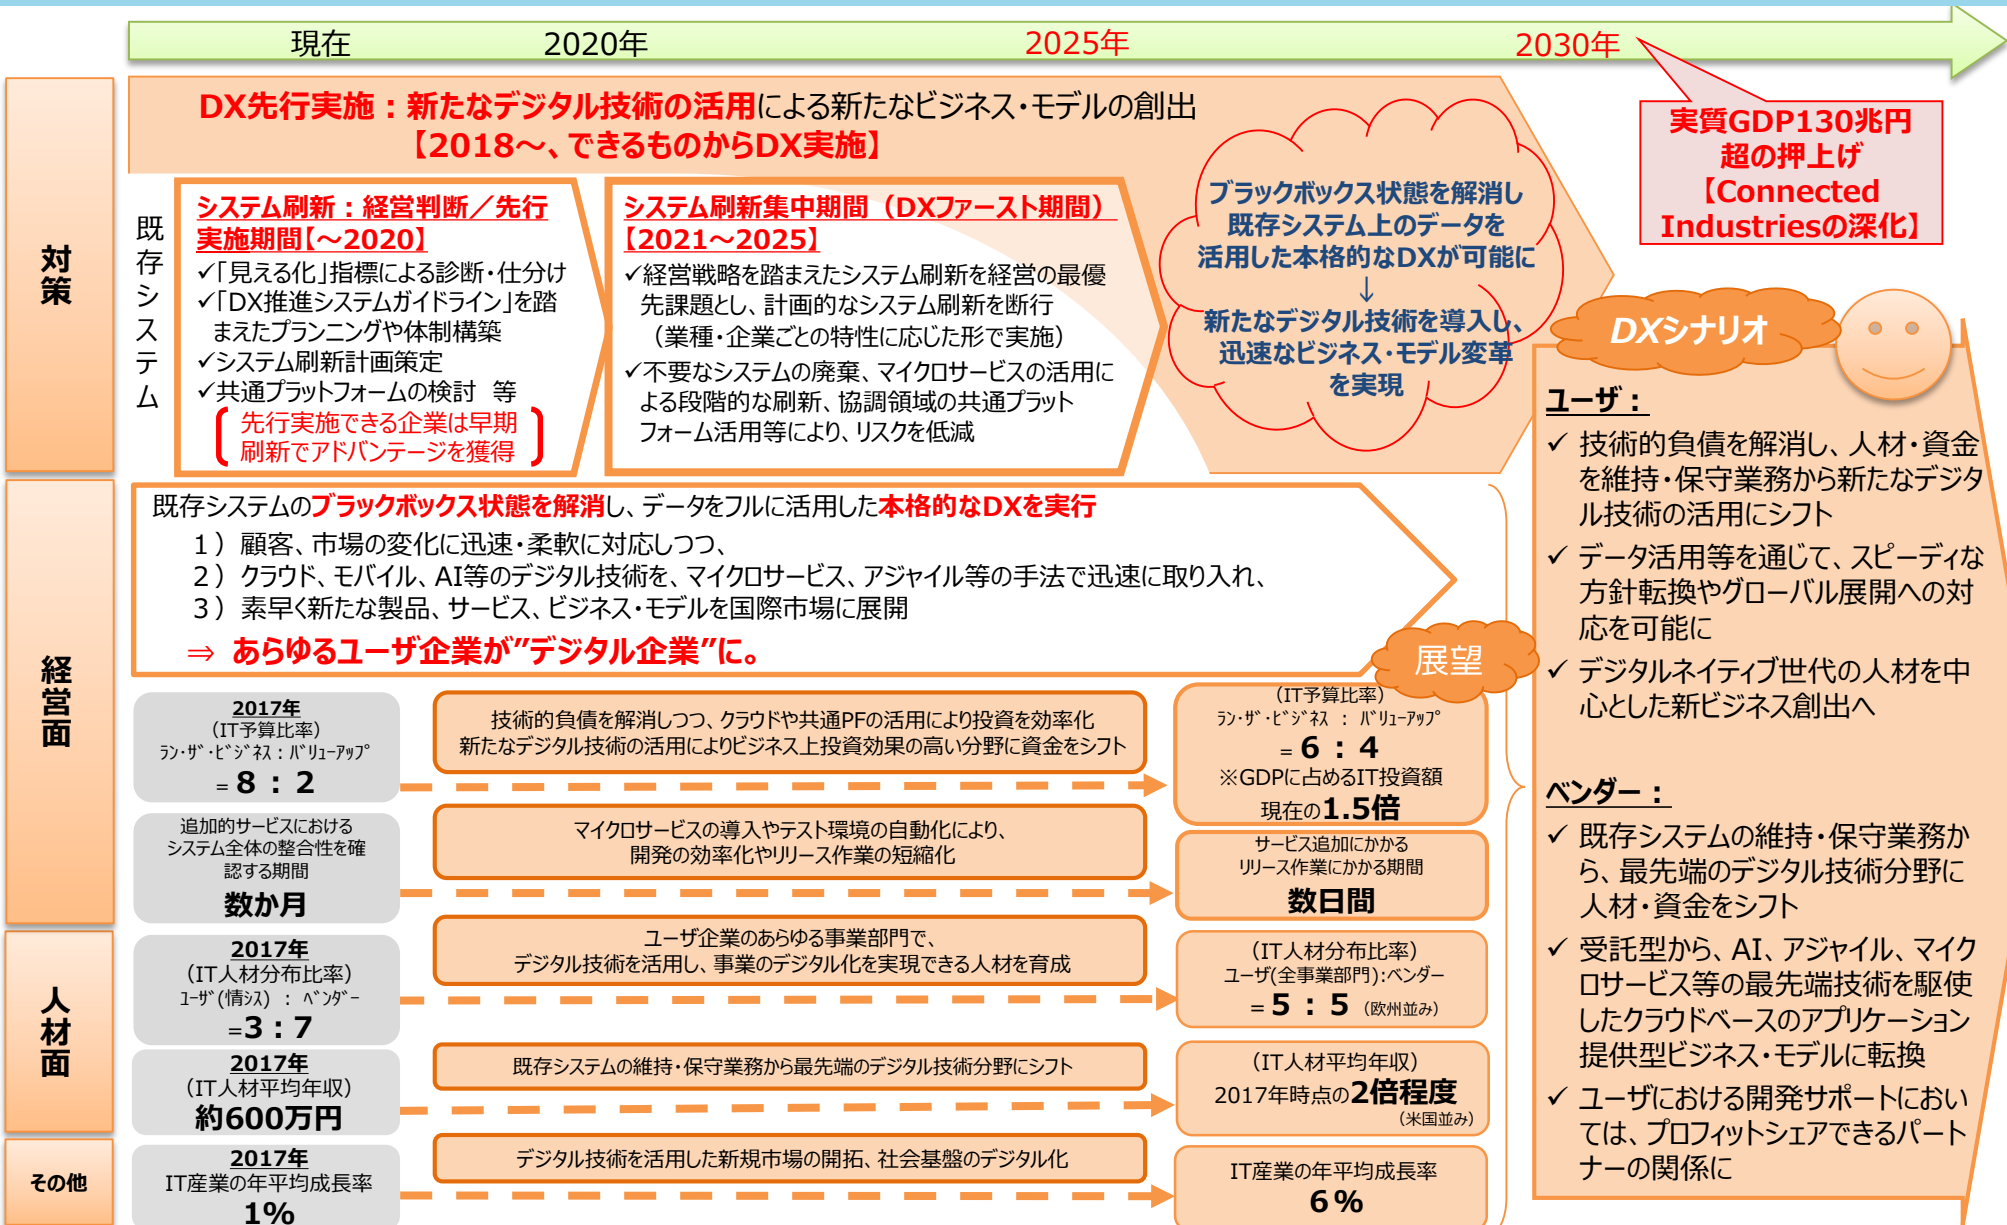 現在
2020年
2025年
2030年
実質GDP130兆円
超の押上げ
【Connected
Industriesの深化】
対策
DX先行実施：新たなデジタル技術の活用による新たなビジネス・モデルの創出
【2018～、できるものからDX実施】
既存システム
システム刷新：経営判断／先行
実施期間【～2020】
✓「見える化」指標による診断・仕分け
✓「DX推進システムガイドライン」を踏
まえたプランニングや体制構築
✓システム刷新計画策定
✓共通プラットフォームの検討　等
先行実施できる企業は早期
刷新でアドバンテージを獲得
システム刷新集中期間（DXファースト期間）
【2021～2025】
✓経営戦略を踏まえたシステム刷新を経営の最優
先課題とし、計画的なシステム刷新を断行
（業種・企業ごとの特性に応じた形で実施）
✓不要なシステムの廃棄、マイクロサービスの活用に
よる段階的な刷新、協調領域の共通プラット
フォーム活用等により、リスクを低減
ブラックボックス状態を解消し
既存システム上のデータを
活用した本格的なDXが可能に
↓
新たなデジタル技術を導入し、
迅速なビジネス・モデル変革
を実現
経営面
既存システムのブラックボックス状態を解消し、データをフルに活用した本格的なDXを実行
１）顧客、市場の変化に迅速・柔軟に対応しつつ、
２）クラウド、モバイル、AI等のデジタル技術を、マイクロサービス、アジャイル等の手法で迅速に取り入れ、
３）素早く新たな製品、サービス、ビジネス・モデルを国際市場に展開
⇒ あらゆるユーザ企業が”デジタル企業”に。
展望
2017年
（IT予算比率）
ﾗﾝ･ｻﾞ･ﾋﾞｼﾞﾈｽ：ﾊﾞﾘｭｰｱｯﾌﾟ
= 8 ： 2
技術的負債を解消しつつ、クラウドや共通PFの活用により投資を効率化
新たなデジタル技術の活用によりビジネス上投資効果の高い分野に資金をシフト
（IT予算比率）
ﾗﾝ･ｻﾞ･ﾋﾞｼﾞﾈｽ ： ﾊﾞﾘｭｰｱｯﾌﾟ
= 6 ： 4
※GDPに占めるIT投資額
現在の1.5倍
追加的サービスにおける
システム全体の整合性を確
認する期間
数か月
マイクロサービスの導入やテスト環境の自動化により、
開発の効率化やリリース作業の短縮化
サービス追加にかかる
リリース作業にかかる期間
数日間
人材面
2017年
（IT人材分布比率）
ﾕｰｻﾞ(情ｼｽ) ： ﾍﾞﾝﾀﾞｰ
=3：7
ユーザ企業のあらゆる事業部門で、
デジタル技術を活用し、事業のデジタル化を実現できる人材を育成
（IT人材分布比率）
ユーザ(全事業部門):ベンダー
= 5 ： 5 （欧州並み）
2017年
（IT人材平均年収）
約600万円
既存システムの維持・保守業務から最先端のデジタル技術分野にシフト
（IT人材平均年収）
2017年時点の2倍程度
（米国並み）
その他
2017年
IT産業の年平均成長率
1%
デジタル技術を活用した新規市場の開拓、社会基盤のデジタル化
IT産業の年平均成長率
6％
DXシナリオ
ユーザ：
✓ 技術的負債を解消し、人材・資金
を維持・保守業務から新たなデジタ
ル技術の活用にシフト
✓ データ活用等を通じて、スピーディな
方針転換やグローバル展開への対
応を可能に
✓ デジタルネイティブ世代の人材を中
心とした新ビジネス創出へ
ベンダー：
✓ 既存システムの維持・保守業務か
ら、最先端のデジタル技術分野に
人材・資金をシフト
✓ 受託型から、AI、アジャイル、マイク
ロサービス等の最先端技術を駆使
したクラウドベースのアプリケーション
提供型ビジネス・モデルに転換
✓ ユーザにおける開発サポートにおい
ては、プロフィットシェアできるパート
ナーの関係に